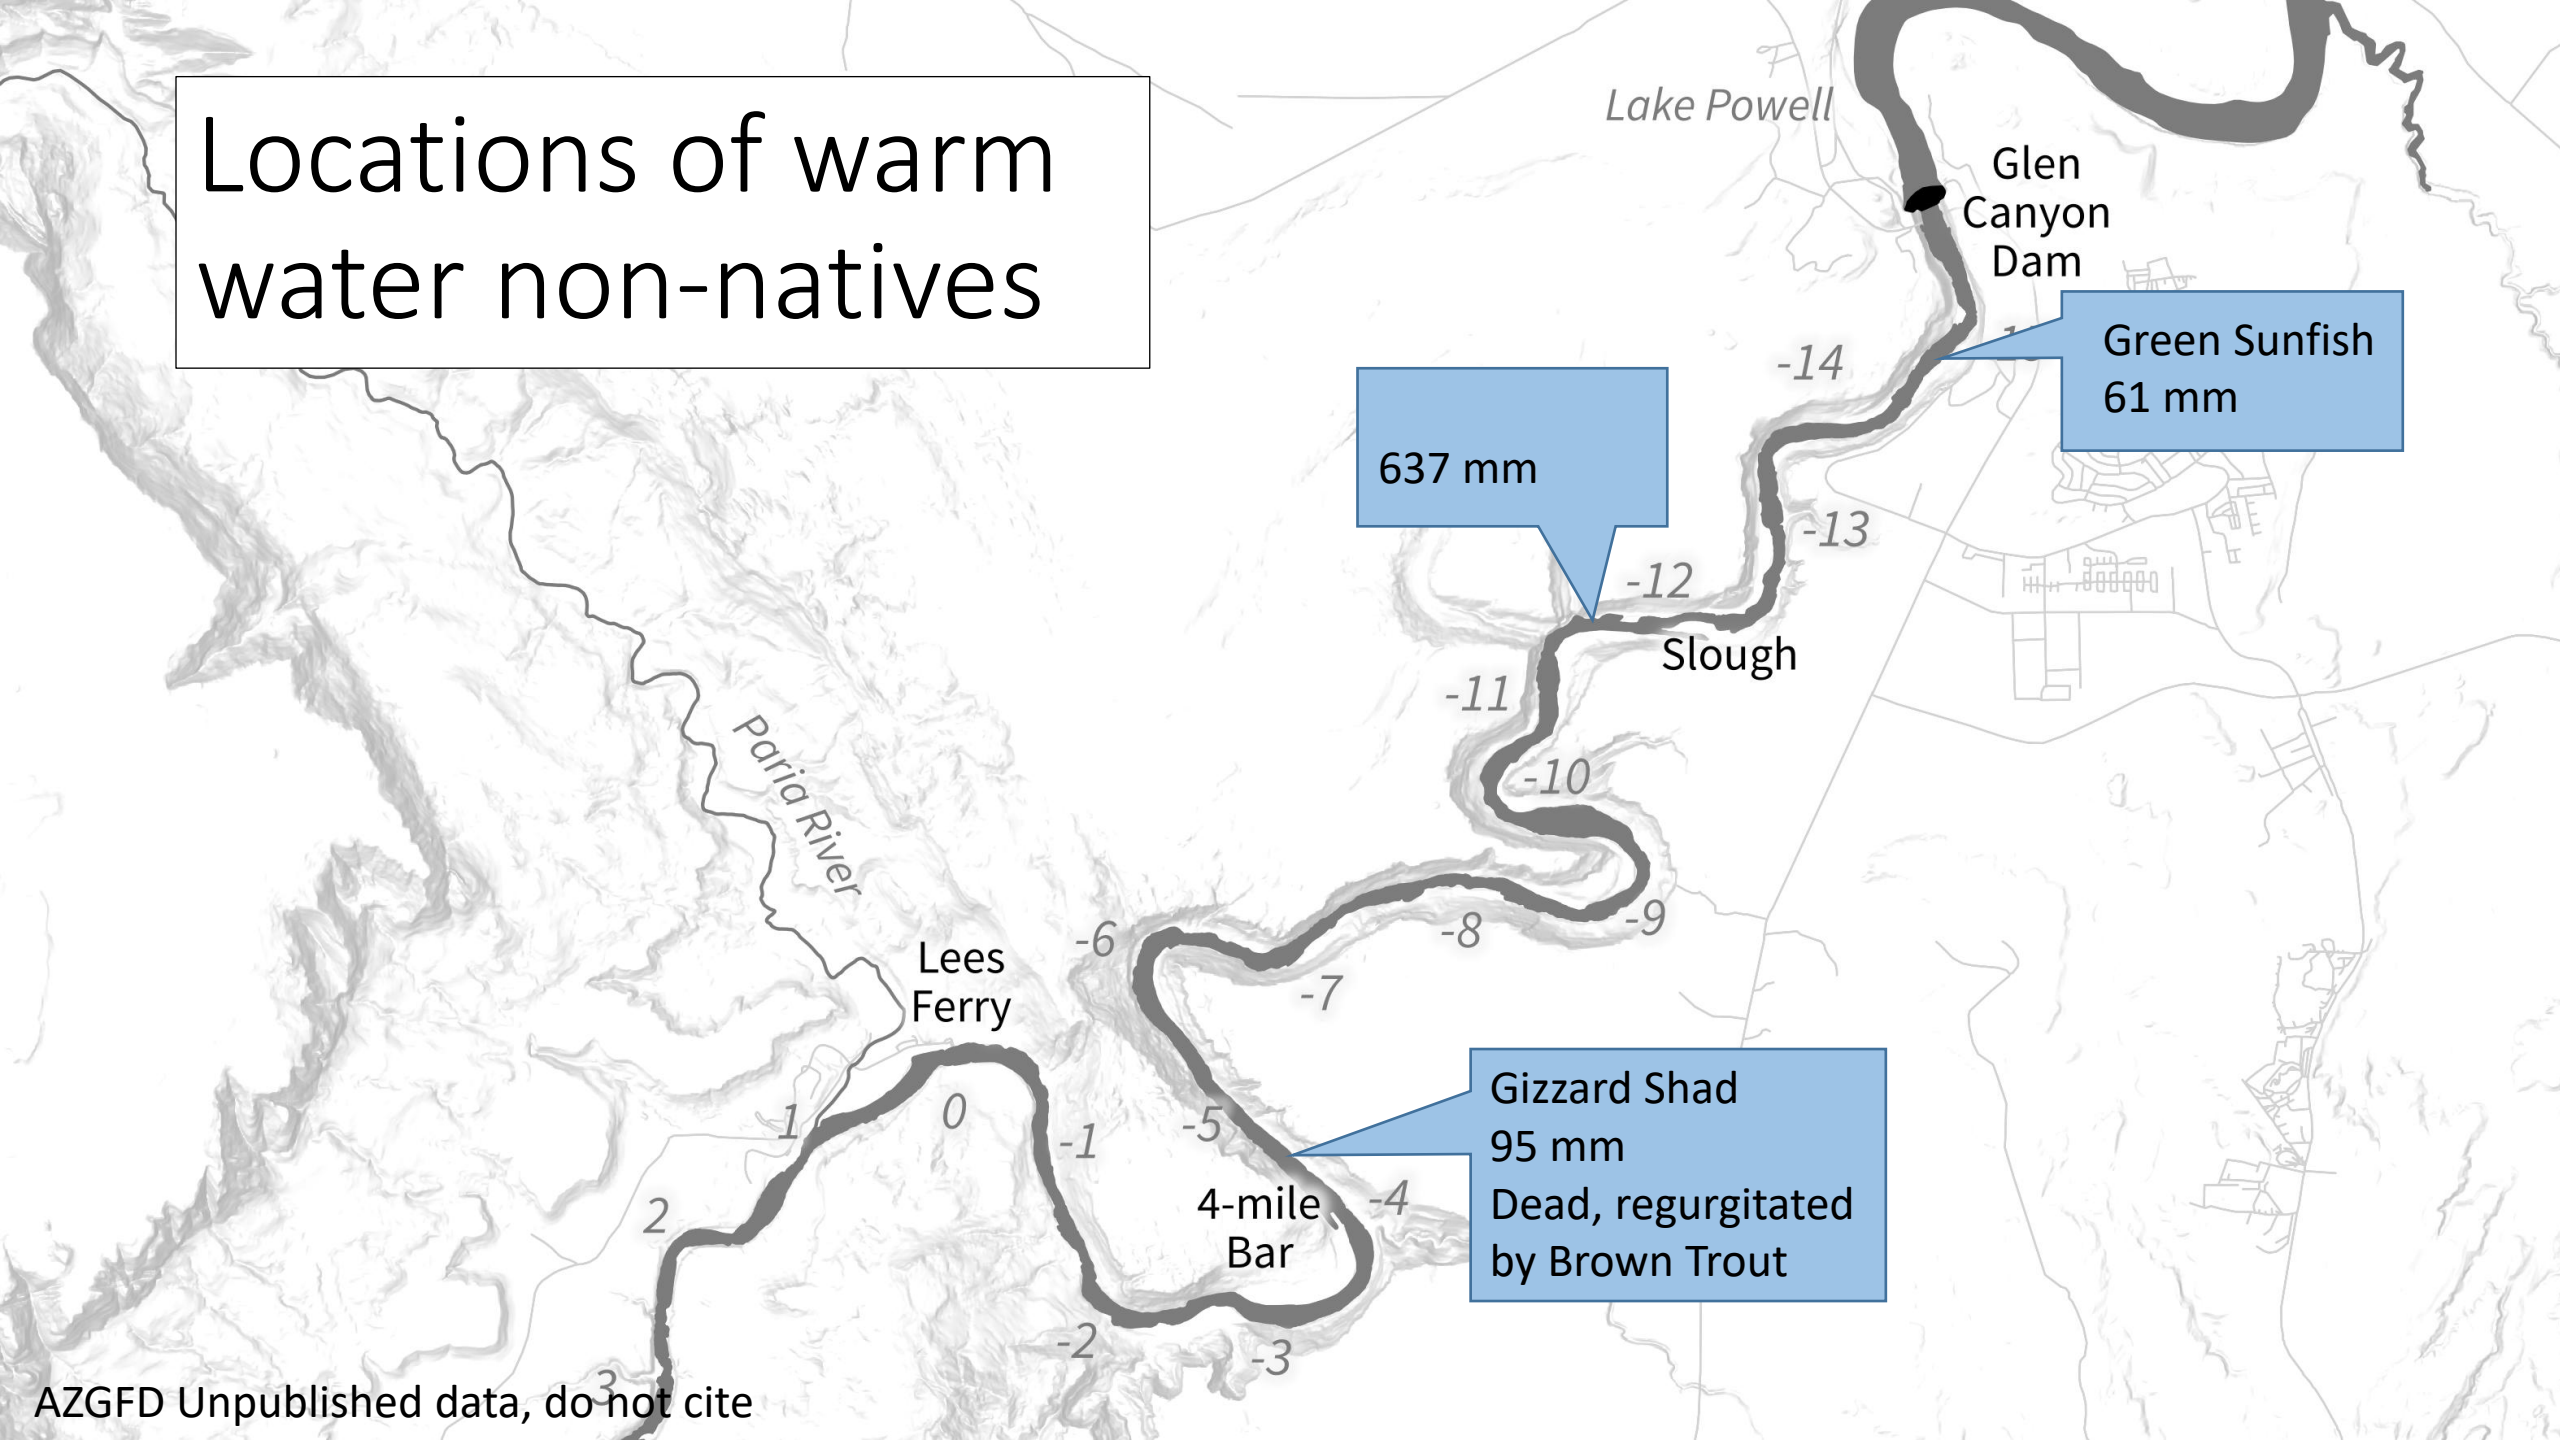 Locations of warm
water non-natives
Lake Powell
Glen
Canyon
Dam
Green Sunfish
61 mm
-14
637 mm
-13
-12
Slough
-11
-10
Paria River
-9
-8
-6
-7
Lees
Ferry
Gizzard Shad
95 mm
Dead, regurgitated
by Brown Trout
0
1
-1
-5
4-mile
Bar
-4
2
-2
-3
3
AZGFD Unpublished data, do not cite